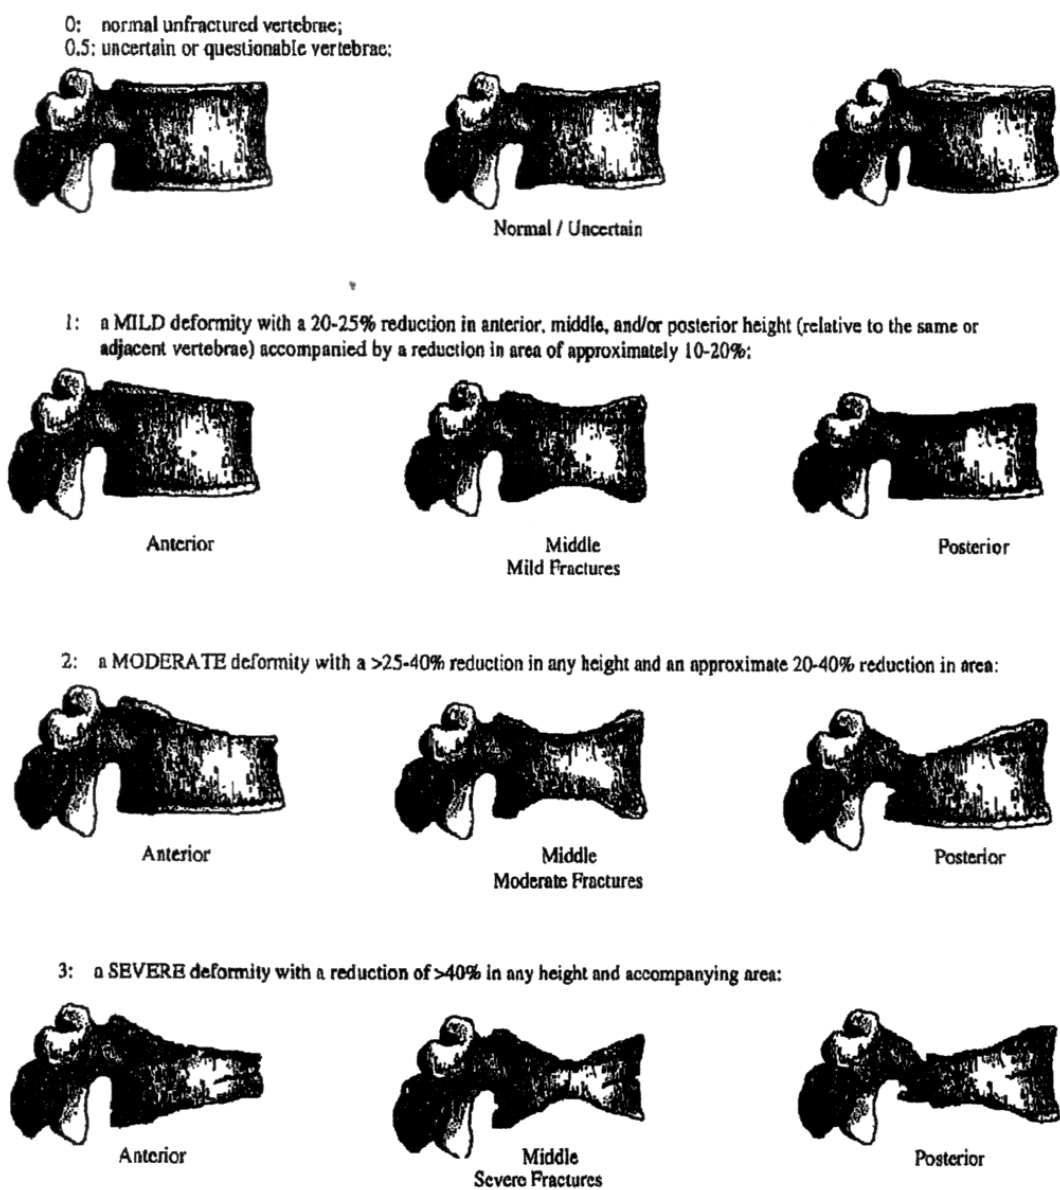 0: normal unfractured vertebrae;
0.5: uncertain or questionable vertebrae;
Normal / Uncertain
1: a MILD deformity with a 20-25% reduction in anterior, middle, and/or posterior height (relative to the same or
adjacent vertebrae) accompanied by a reduction in area of approximately 10-20%;
Anterior
Middle
Posterior
Mild Fractures
2: a MODERATE deformity with a >25-40% reduction in any height and an approximate 20-40% reduction in area:
Anterior
Middle
Posterior
Moderate Fractures
3: a SEVERE deformity with a reduction of >40% in any height and accompanying area:
Anterior
Middle
Posterior
Severe Fractures